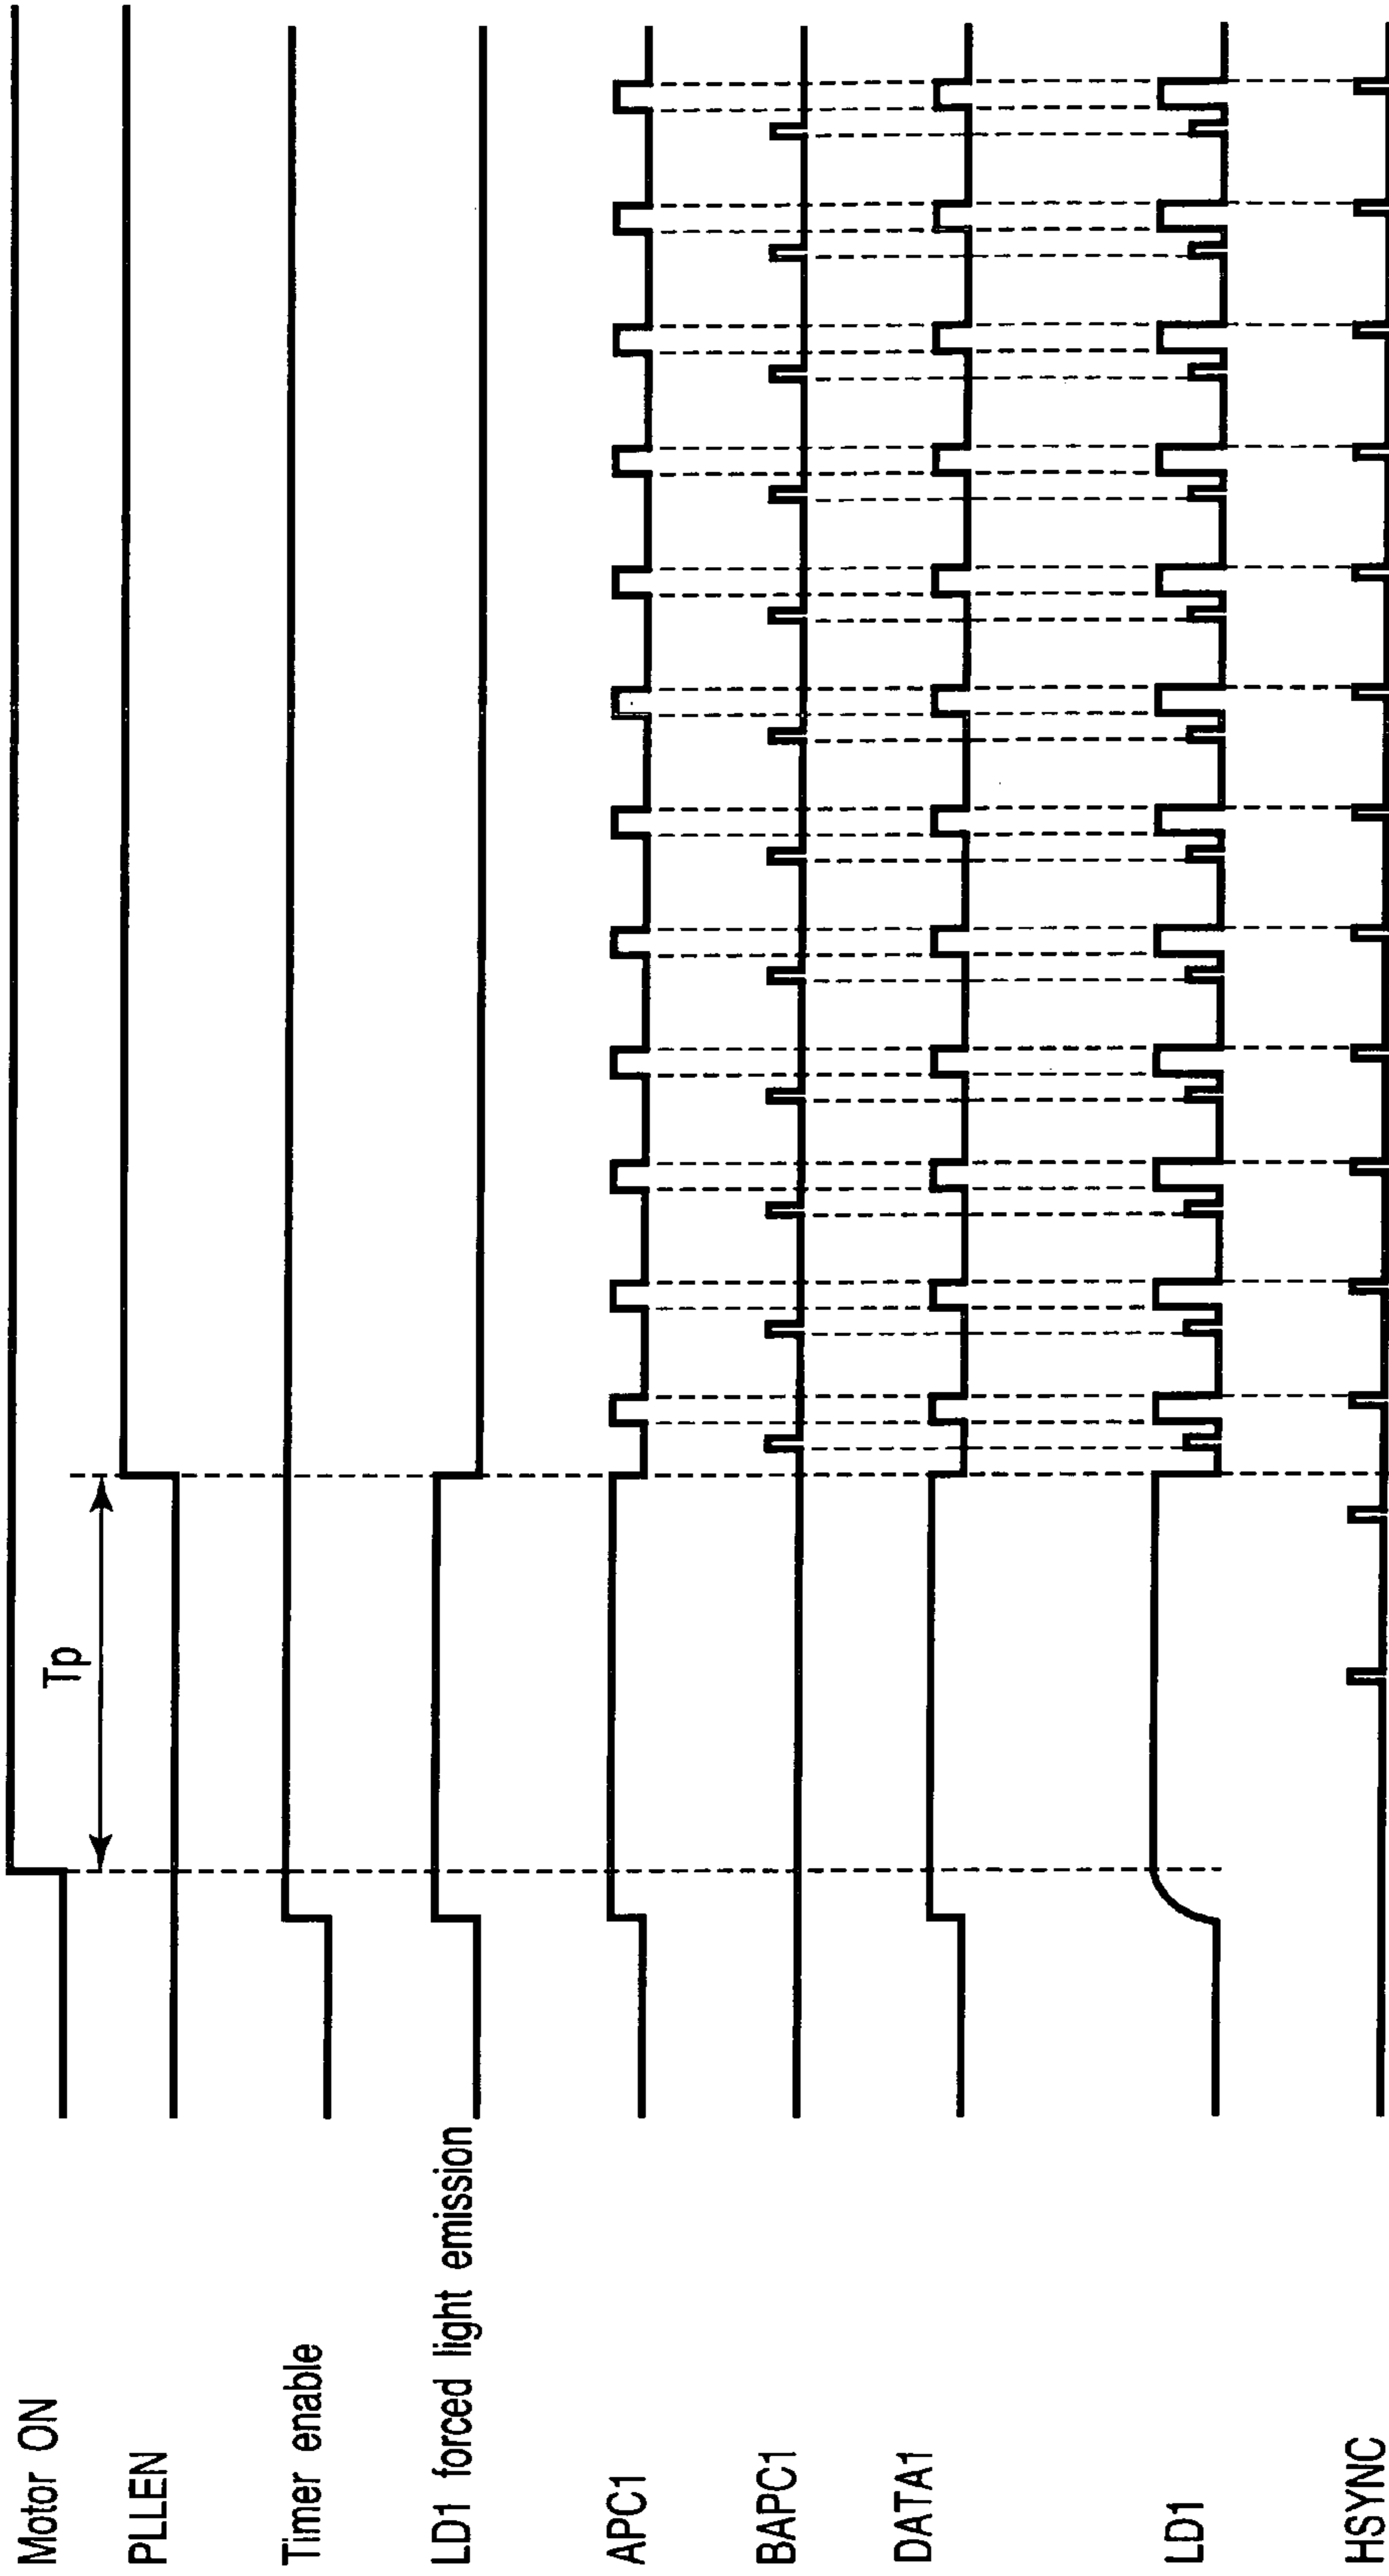 Motor ON
Tp
PLLEN
Timer enable
LD1 forced light emission
APC1
BAPC1
DATA1
LD1
HSYNC